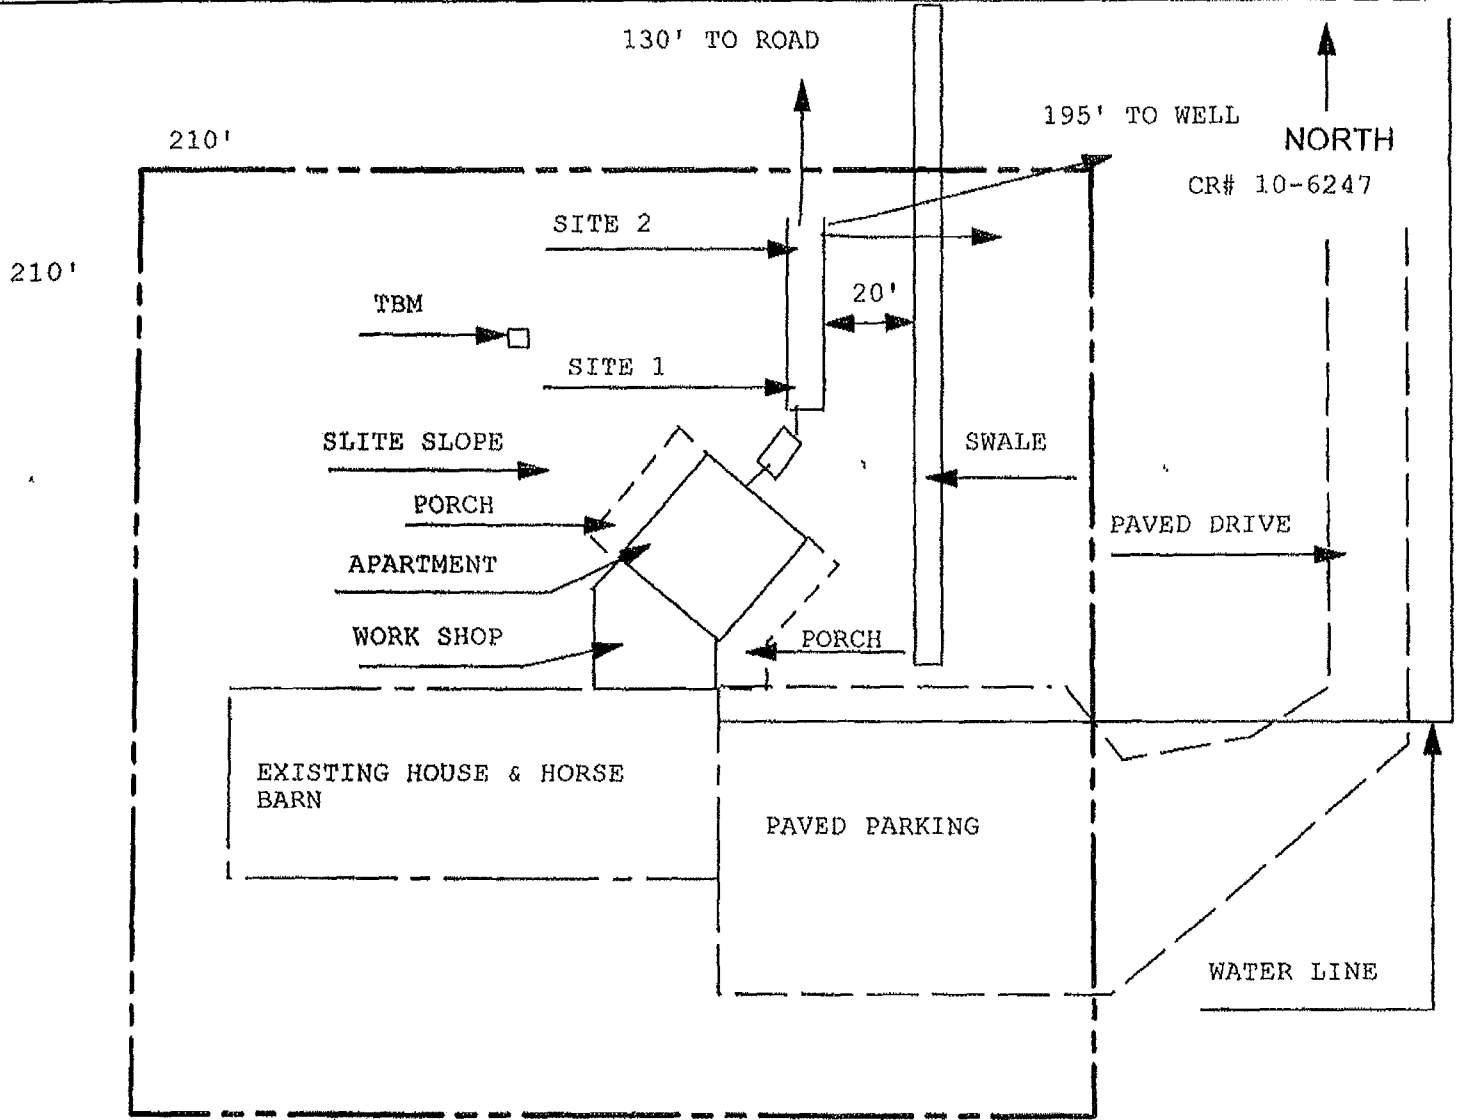 130' TO ROAD
195' TO WELL
210'
NORTH
CR# 10-6247
SITE 2
210'
20'
TBM
SITE 1
SLITE SLOPE
SWALE
PORCH
PAVED DRIVE
APARTMENT
WORK SHOP
PORCH
EXISTING HOUSE & HORSE
BARN
PAVED PARKING
WATER LINE